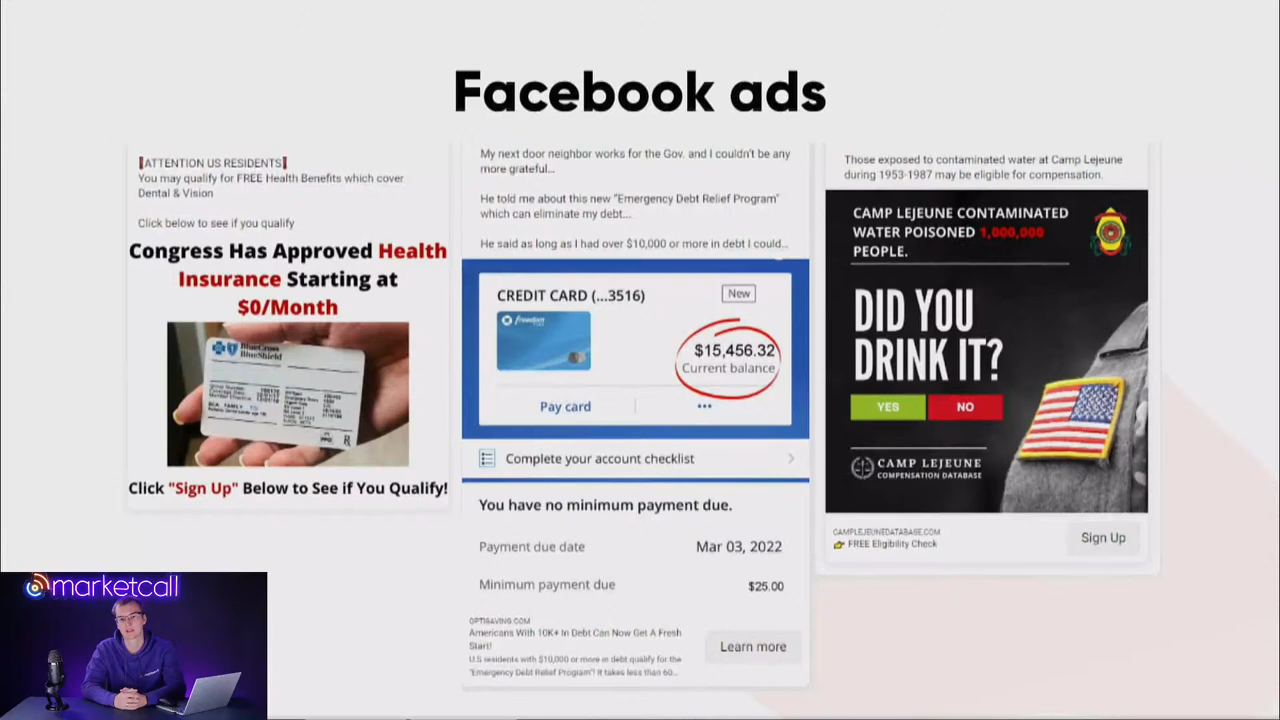 Facebook ads
ATTENTION US RESIDENTS
You may qualify for FREE Health Benefits which cover
Dental & Vision
Click below to see if you qualify
Congress Has Approved Health
Insurance Starting at
$0/Month
BlueCross
BlueShield
Click "Sign Up" Below to See if You Qualify!
My next door neighbor works for the Gov. and I couldn't be any
more grateful...
He told me about this new "Emergency Debt Relief Program"
which can eliminate my debt...
He said as long as I had over $10,000 or more in debt I could...
CREDIT CARD (...3516)
New
freedom
$15,456.32
Current balance
Pay card
Complete your account checklist
You have no minimum payment due.
Payment due date
Mar 03, 2022
Minimum payment due
$25.00
OPTISAVING.COM
Americans With 10K+ In Debt Can Now Get A Fresh
Start!
U.S residents with $10,000 or more in debt qualify for the
"Emergency Debt Relief Program"! It takes less than 60...
Learn more
Those exposed to contaminated water at Camp Lejeune
during 1953-1987 may be eligible for compensation.
CAMP LEJEUNE CONTAMINATED
WATER POISONED 1,000,000
PEOPLE.
DID YOU
DRINK IT?
YES
NO
CAMP LEJEUNE
COMPENSATION DATABASE
CAMPLEJEUNEDATABASE.COM
FREE Eligibility Check
Sign Up
marketcall